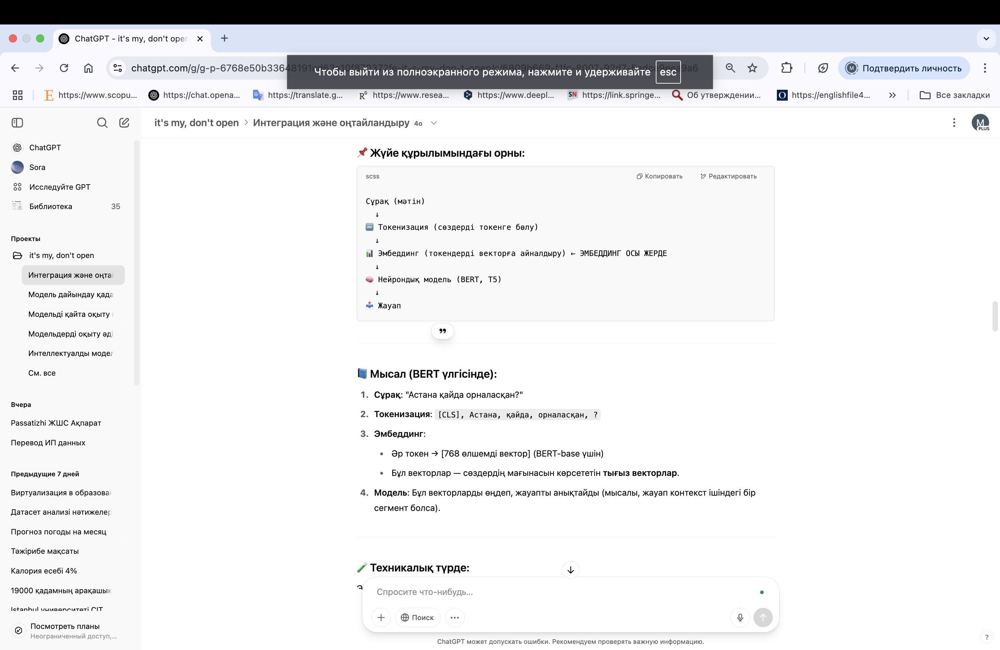 ChatGPT - it's my, don't open
chatgpt.com/g/g-p-6768e50b33648191
Чтобы выйти из полноэкранного режима, нажмите и удерживайте esc
Подтвердить личность
https://www.scopu...
https://chat.opena...
https://translate.g...
https://www.resea...
https://www.deepl...
https://link.springe...
Об утверждении...
https://englishfile4...
Все закладки
it's my, don't open > Интеграция және оңтайландыру 4o
M
PLUS
ChatGPT
Sora
Исследуйте GPT
Библиотека 35
Проекты
it's my, don't open
Интеграция және оңтай
Модель дайындау қада
Модельді қайта оқыту
Модельдерді оқыту әді
Интеллектуалды модел
См. все
Вчера
Passatizhi ЖШС Ақпарат
Перевод ИП данных
Предыдущие 7 дней
Виртуализация в образова
Датасет анализі нәтижелер
Прогноз погоды на месяц
Тәжірибе мақсаты
Калория есебі 4%
19000 қадамның арақашық
Istanbul университеті СІТ
Посмотреть планы
Неограниченный доступ,...
Жүйе құрылымындағы орны:
scss
Копировать
Редактировать
Сұрақ (мәтін)
↓
Токенизация (сөздерді токенге бөлу)
↓
Эмбеддинг (токендерді векторға айналдыру) ← ЭМБЕДДИНГ ОСЫ ЖЕРДЕ
↓
Нейрондық модель (BERT, T5)
↓
Жауап
Мысал (BERT үлгісінде):
1. Сұрақ: "Астана қайда орналасқан?"
2. Токенизация: [CLS], Астана, қайда, орналасқан, ?
3. Эмбеддинг:
• Әр токен → [768 өлшемді вектор] (BERT-base үшін)
• Бұл векторлар — сөздердің мағынасын көрсететін тығыз векторлар.
4. Модель: Бұл векторларды өңдеп, жауапты анықтайды (мысалы, жауап контекст ішіндегі бір
сегмент болса).
Техникалық түрде:
Спросите что-нибудь...
Поиск
ChatGPT может допускать ошибки. Рекомендуем проверять важную информацию.
?